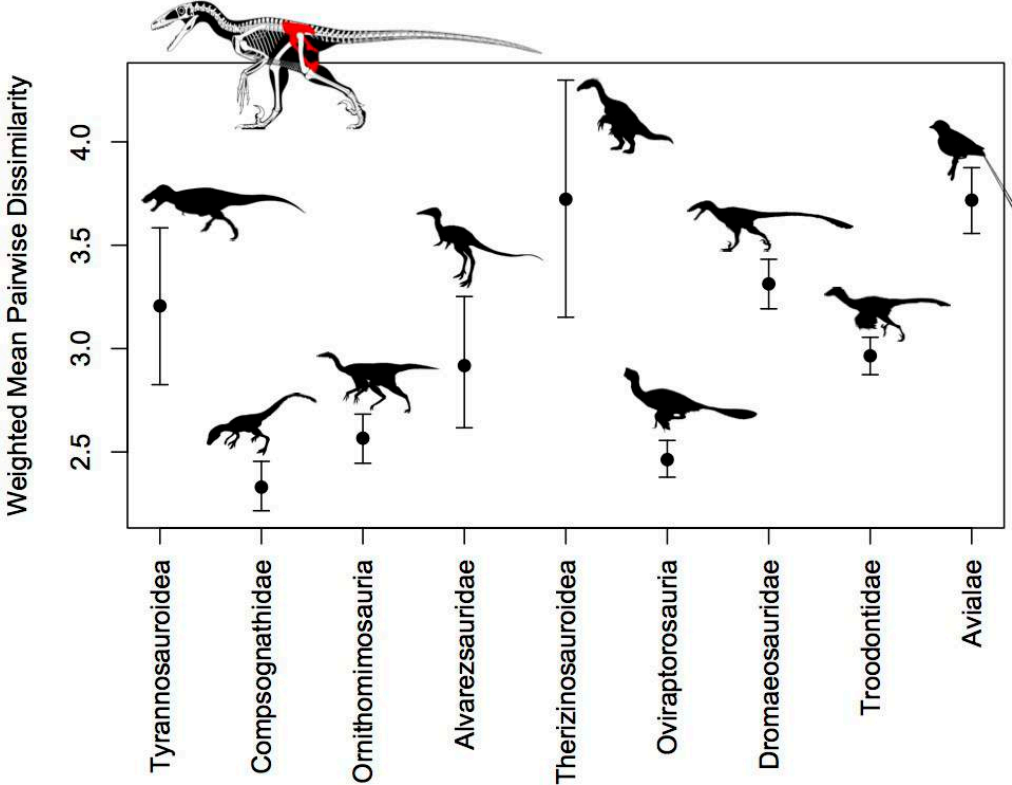 Weighted Mean Pairwise Dissimilarity
4.0
3.5
3.0
2.5
Tyrannosauroidea
Compsognathidae
Ornithomimosauria
Alvarezsauridae
Therizinosauroidea
Oviraptorosauria
Dromaeosauridae
Troodontidae
Avialae